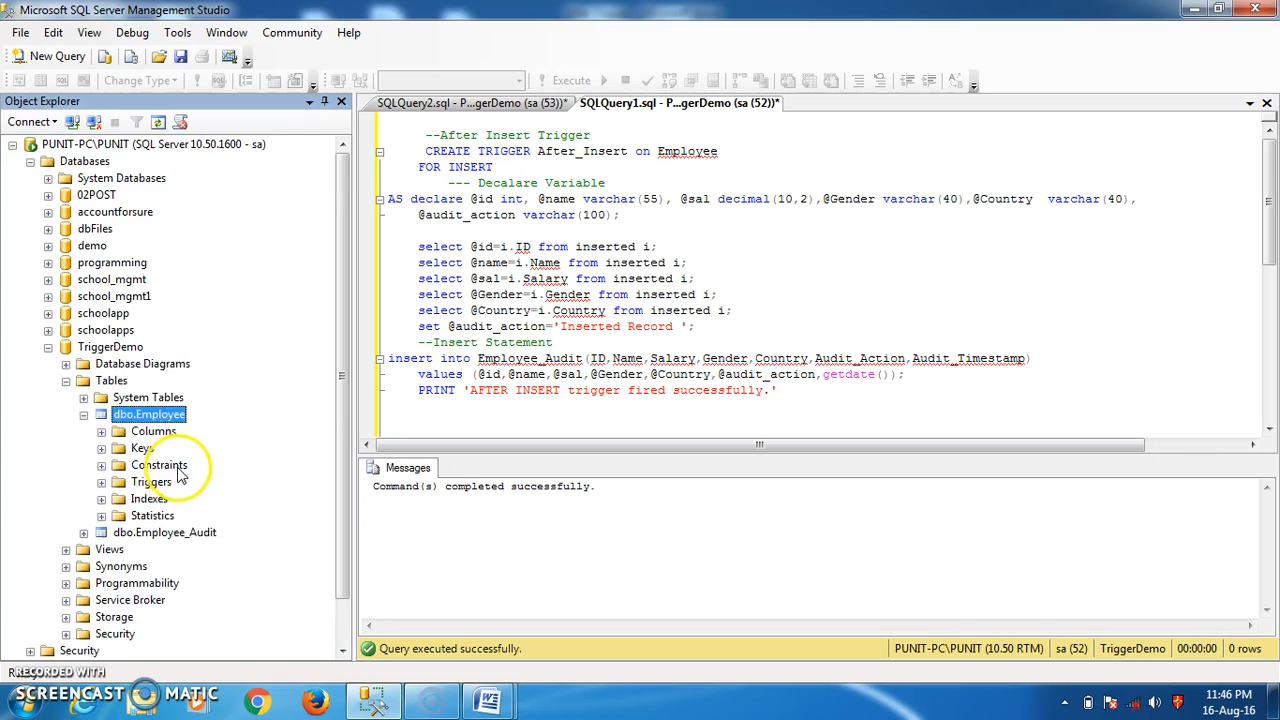 Microsoft SQL Server Management Studio
File Edit View Debug Tools Window Community Help
New Query
Change Type
Execute
Object Explorer
Connect
PUNIT-PC\PUNIT (SQL Server 10.50.1600 - sa)
Databases
System Databases
02POST
accountforsure
dbFiles
demo
programming
school_mgmt
school_mgmt1
schoolapp
schoolapps
TriggerDemo
Database Diagrams
Tables
System Tables
dbo.Employee
Columns
Keys
Constraints
Triggers
Indexes
Statistics
dbo.Employee_Audit
Views
Synonyms
Programmability
Service Broker
Storage
Security
Security
SQLQuery2.sql - P...gerDemo (sa (53))* SQLQuery1.sql - P...gerDemo (sa (52))*
--After Insert Trigger
CREATE TRIGGER After_Insert on Employee
FOR INSERT
--- Decalare Variable
AS declare @id int, @name varchar(55), @sal decimal(10,2),@Gender varchar(40),@Country varchar(40),
@audit_action varchar(100);
select @id=i.ID from inserted i;
select @name=i.Name from inserted i;
select @sal=i.Salary from inserted i;
select @Gender=i.Gender from inserted i;
select @Country=i.Country from inserted i;
set @audit_action='Inserted Record ';
--Insert Statement
insert into Employee_Audit(ID,Name,Salary,Gender,Country,Audit_Action,Audit_Timestamp)
values (@id,@name,@sal,@Gender,@Country,@audit_action,getdate());
PRINT 'AFTER INSERT trigger fired successfully.'
Messages
Command(s) completed successfully.
Query executed successfully. PUNIT-PC\PUNIT (10.50 RTM) sa (52) TriggerDemo 00:00:00 0 rows
RECORDED WITH
SCREENCAST MATIC
11:46 PM
16-Aug-16